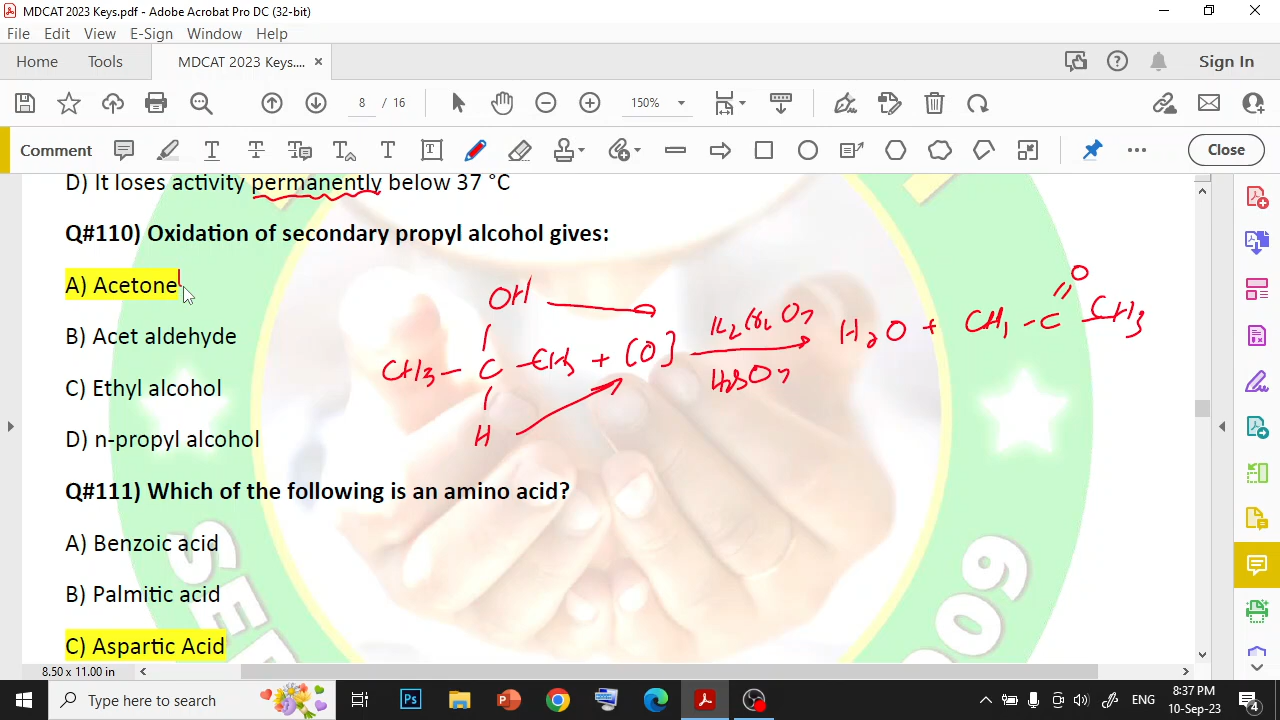 MDCAT 2023 Keys.pdf - Adobe Acrobat Pro DC (32-bit)
File Edit View E-Sign Window Help
Home Tools MDCAT 2023 Keys.... × Sign In
8 / 16 150%
Comment Close
D) It loses activity permanently below 37 °C
Q#110) Oxidation of secondary propyl alcohol gives:
A) Acetone
B) Acet aldehyde
C) Ethyl alcohol
D) n-propyl alcohol
OH
CH3 - C - CH3 + [O] K2Cr2O7 H2O + CH3 - C CH3
O
H2SO4
H
Q#111) Which of the following is an amino acid?
A) Benzoic acid
B) Palmitic acid
C) Aspartic Acid
8.50 x 11.00 in
Type here to search
ENG
8:37 PM
10-Sep-23
4